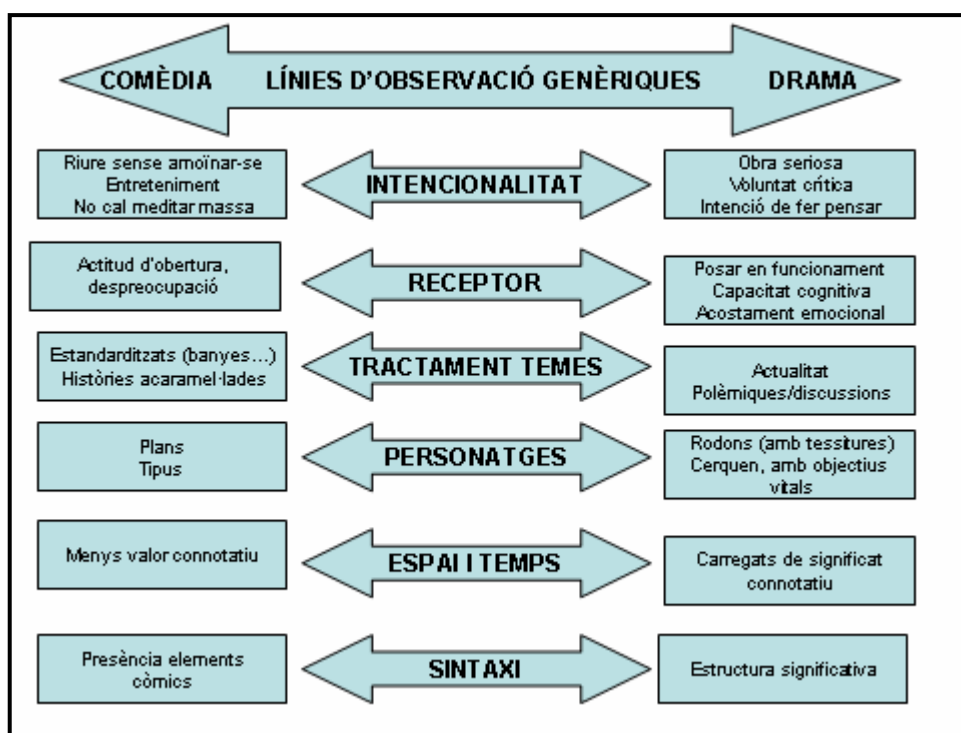 COMÈDIA LÍNIES D'OBSERVACIÓ GENÈRIQUES DRAMA
Riure sense amoïnar-se
Entreteniment
No cal meditar massa
INTENCIONALITAT
Obra seriosa
Voluntat crítica
Intenció de fer pensar
Actitud d'obertura,
despreocupació
RECEPTOR
Posar en funcionament
Capacitat cognitiva
Acostament emocional
Estandarditzats (banyes...)
Històries acaramel·lades
TRACTAMENT TEMES
Actualitat
Polèmiques/discussions
Plans
Tipus
PERSONATGES
Rodons (amb tessitures)
Cerquen, amb objectius
vitals
Menys valor connotatiu
ESPAI I TEMPS
Carregats de significat
connotatiu
Presència elements
còmics
SINTAXI
Estructura significativa